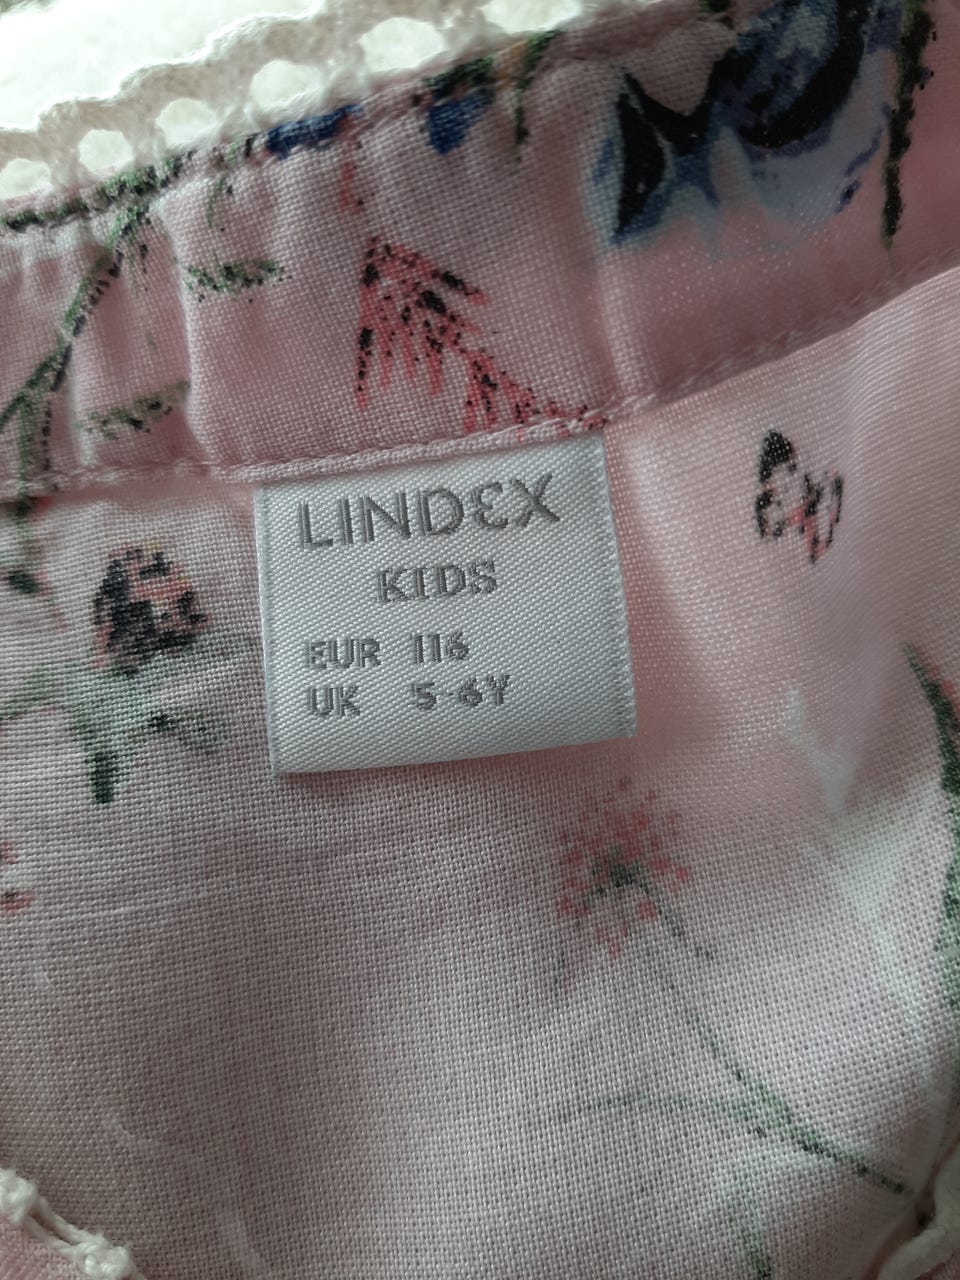 LINDEX
KIDS
EUR 116
UK 5-6Y